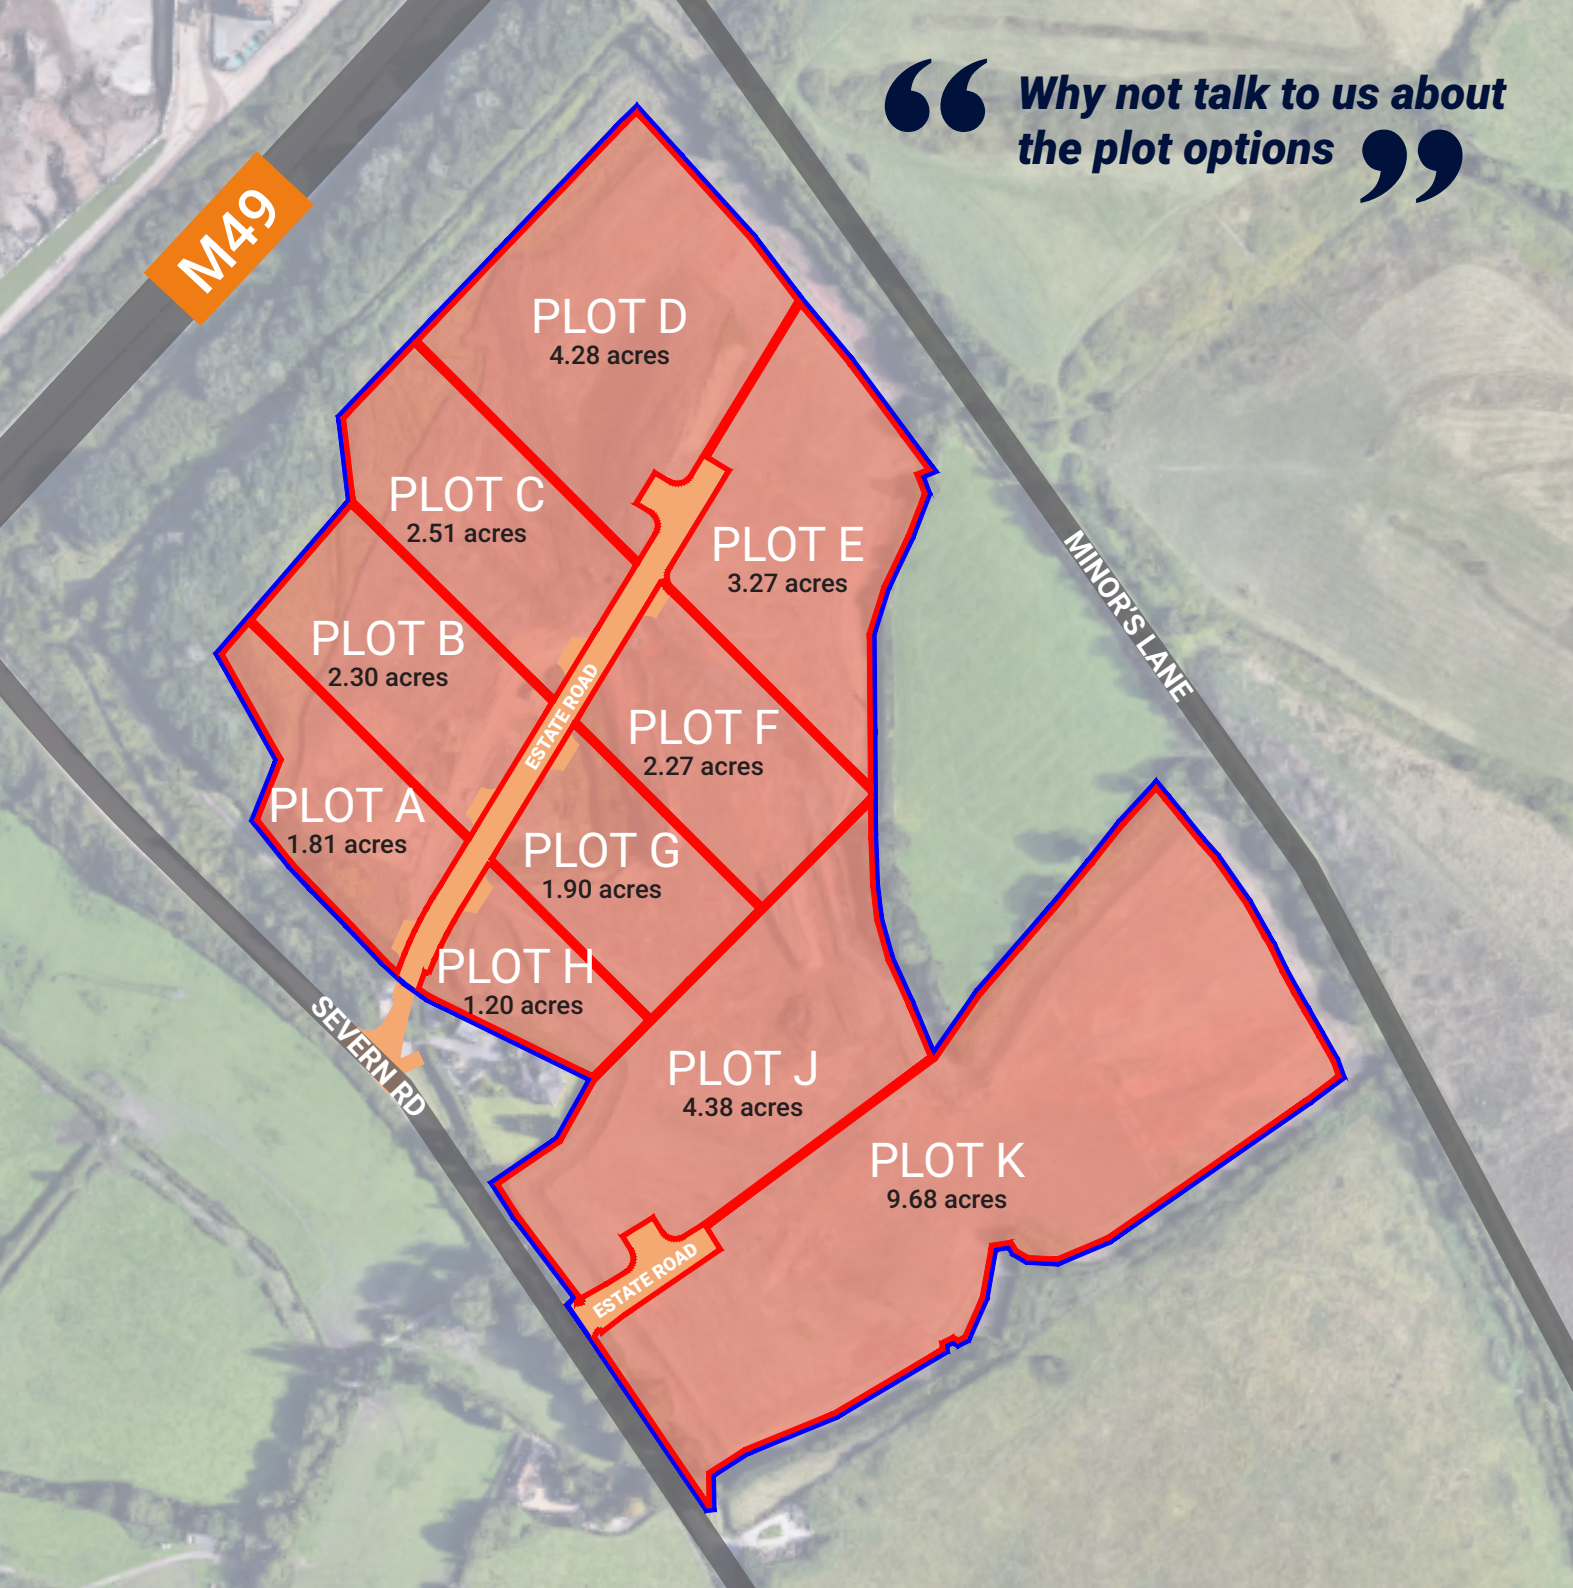 Why not talk to us about
the plot options
M49
PLOT D
4.28 acres
PLOT C
2.51 acres
PLOT E
3.27 acres
MINOR'S LANE
PLOT B
2.30 acres
ESTATE ROAD
PLOT F
2.27 acres
PLOT A
1.81 acres
PLOT G
1.90 acres
PLOT H
1.20 acres
SEVERN RD
PLOT J
4.38 acres
PLOT K
9.68 acres
ESTATE ROAD